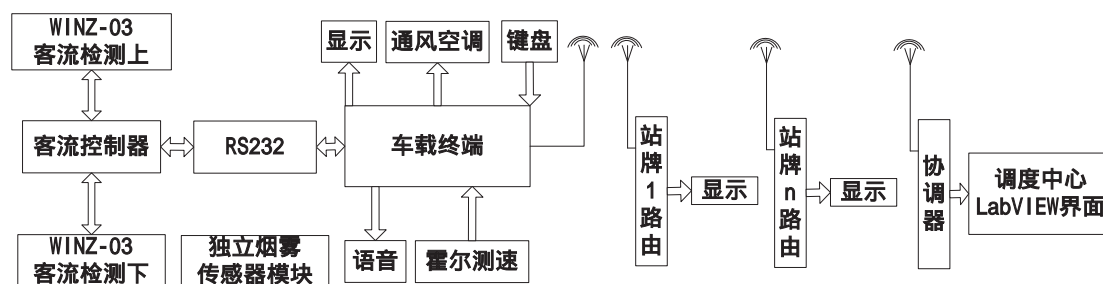 WINZ-03
客流检测上
显示
通风空调
键盘
客流控制器
RS232
车载终端
站牌1路由
显示
站牌n路由
显示
协调器
调度中心
LabVIEW界面
WINZ-03
客流检测下
独立烟雾
传感器模块
语音
霍尔测速